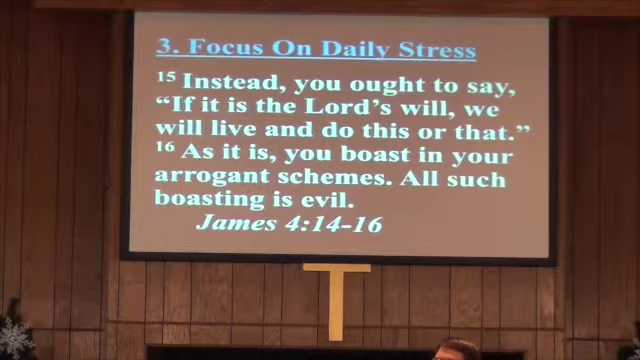 3. Focus On Daily Stress
15 Instead, you ought to say,
“If it is the Lord’s will, we
will live and do this or that.”
16 As it is, you boast in your
arrogant schemes. All such
boasting is evil.
James 4:14-16